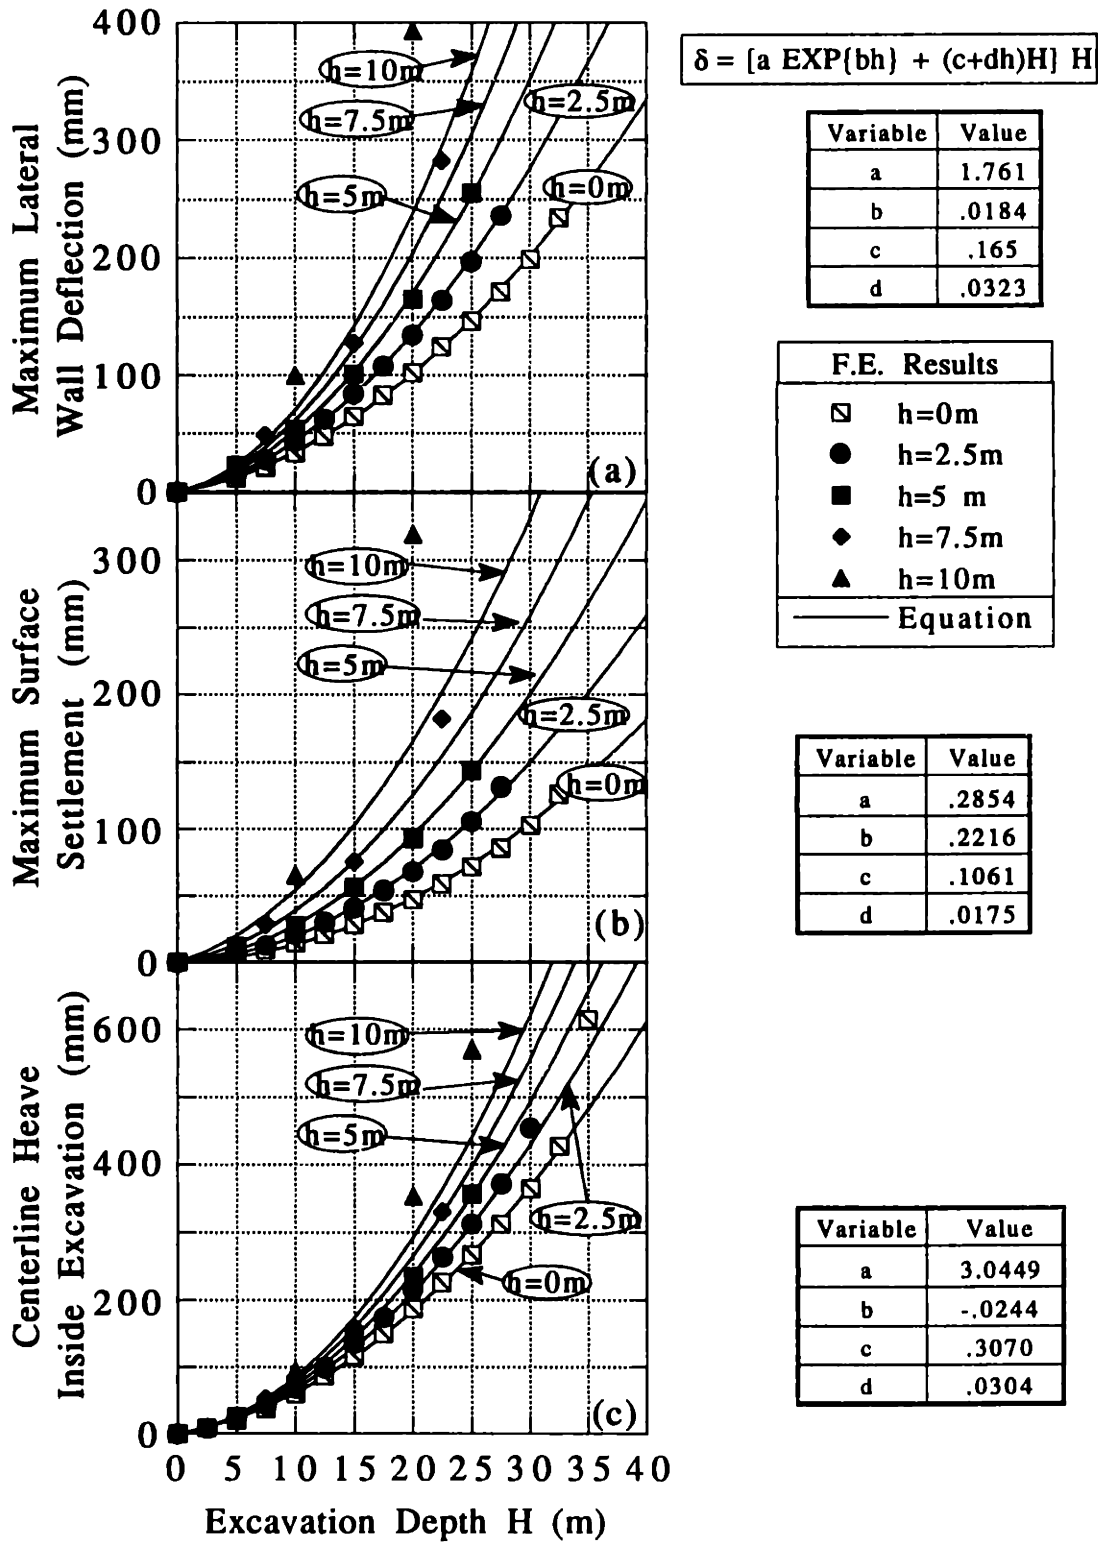 δ = [a EXP{bh} + (c+dh)H] H
Maximum Lateral
Wall Deflection (mm)
400
300
200
100
0
h=10m
h=7.5m
h=5m
h=2.5m
h=0m
(a)
Variable Value
a 1.761
b .0184
c .165
d .0323
F.E. Results
h=0m
h=2.5m
h=5 m
h=7.5m
h=10m
Equation
Maximum Surface
Settlement (mm)
300
200
100
0
h=10m
h=7.5m
h=5m
h=2.5m
h=0m
(b)
Variable Value
a .2854
b .2216
c .1061
d .0175
Centerline Heave
Inside Excavation (mm)
600
400
200
0
h=10m
h=7.5m
h=5m
h=2.5m
h=0m
(c)
Variable Value
a 3.0449
b -.0244
c .3070
d .0304
0 5 10 15 20 25 30 35 40
Excavation Depth H (m)